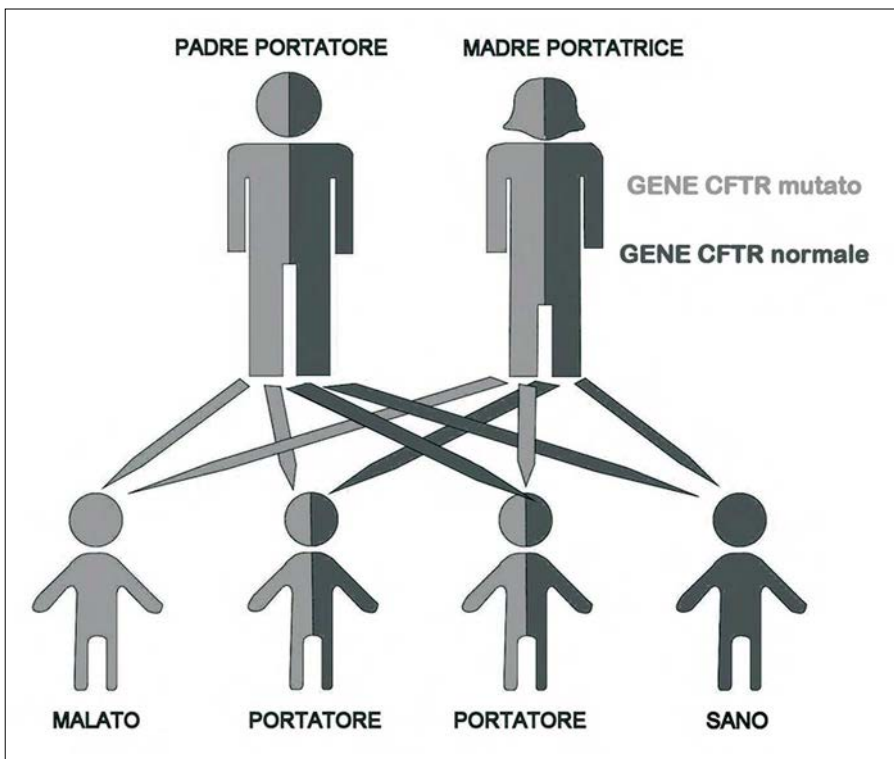 PADRE PORTATORE
MADRE PORTATRICE
GENE CFTR mutato
GENE CFTR normale
MALATO
PORTATORE
PORTATORE
SANO